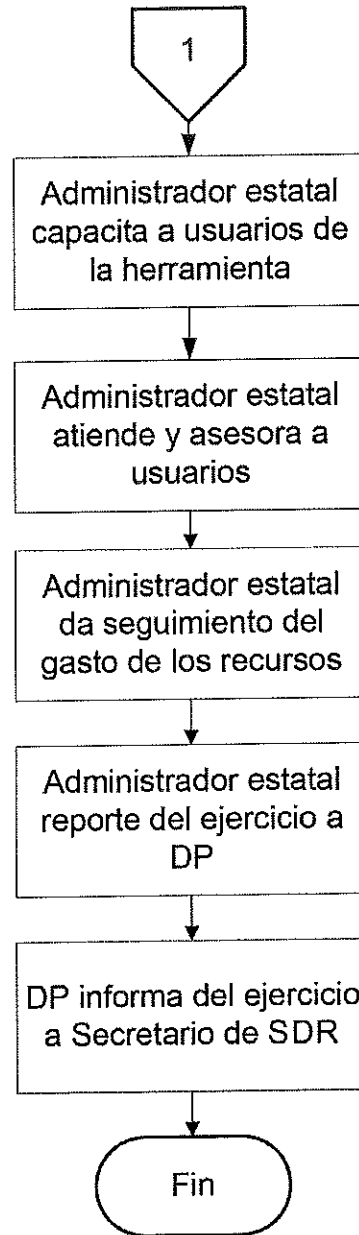 1
Administrador estatal
capacita a usuarios de
la herramienta
Administrador estatal
atiende y asesora a
usuarios
Administrador estatal
da seguimiento del
gasto de los recursos
Administrador estatal
reporte del ejercicio a
DP
DP informa del ejercicio
a Secretario de SDR
Fin